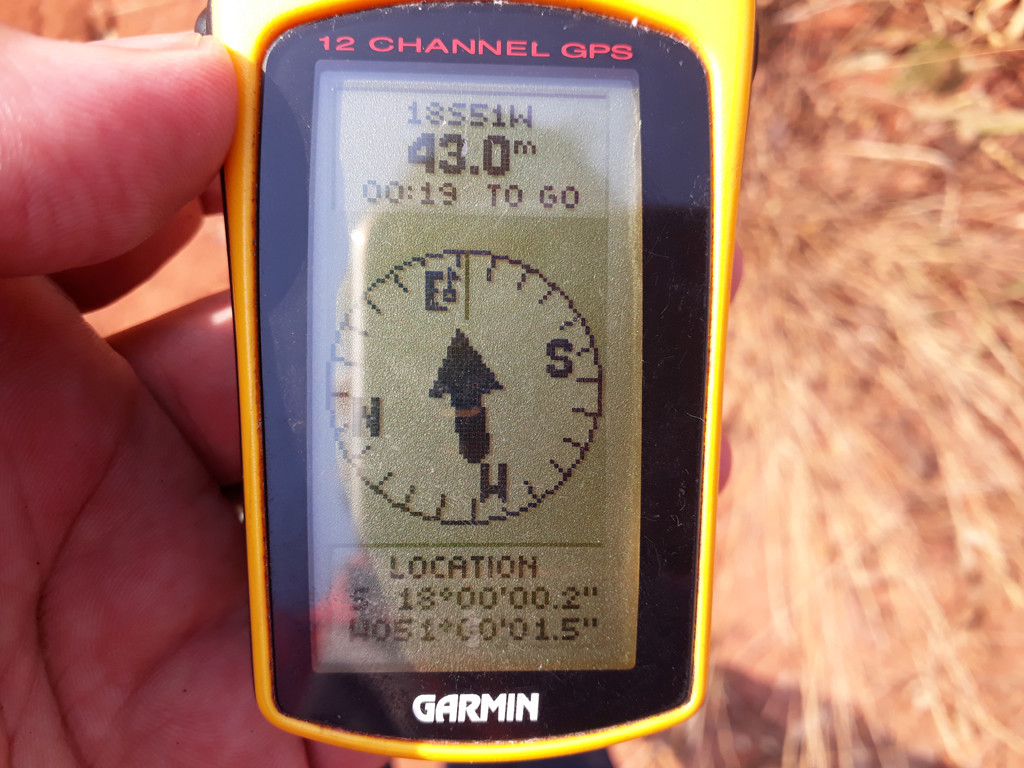 12 CHANNEL GPS
18S51W
43.0m
00:19 TO GO
E
S
N
W
LOCATION
S 18°00'00.2"
W051°00'01.5"
GARMIN